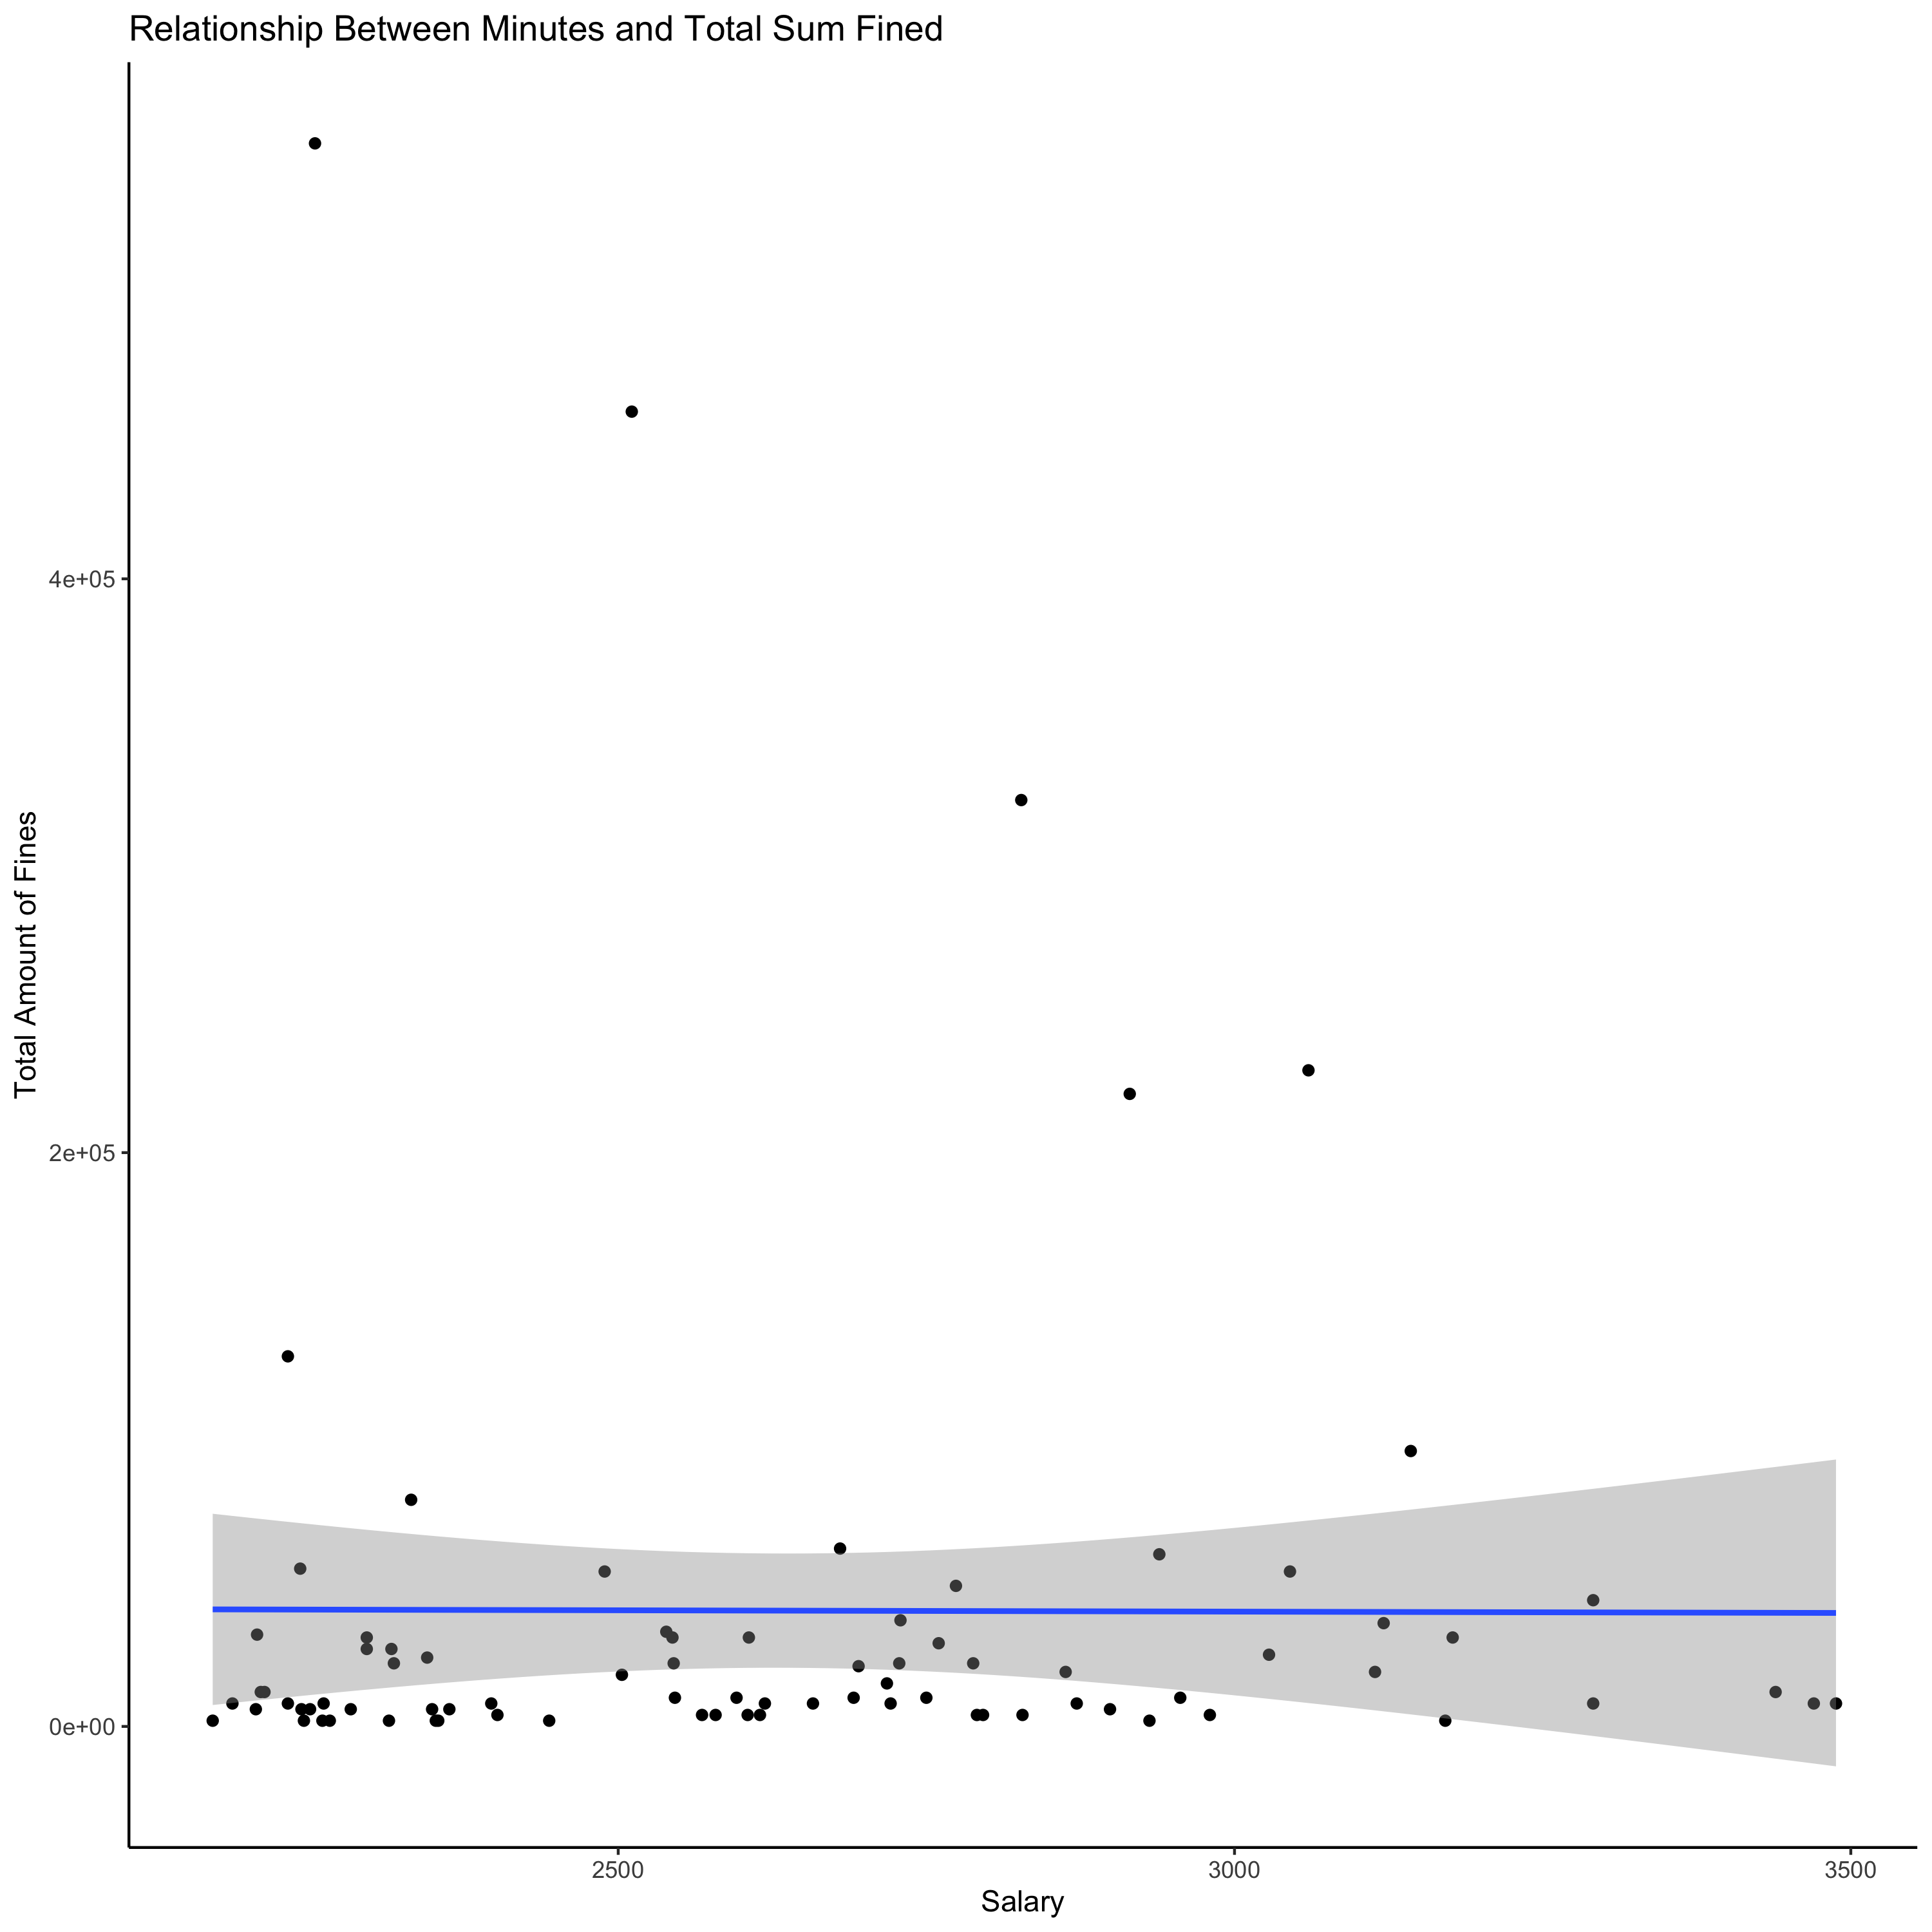 Relationship Between Minutes and Total Sum Fined
Total Amount of Fines
4e+05
2e+05
0e+00
2500
3000
3500
Salary